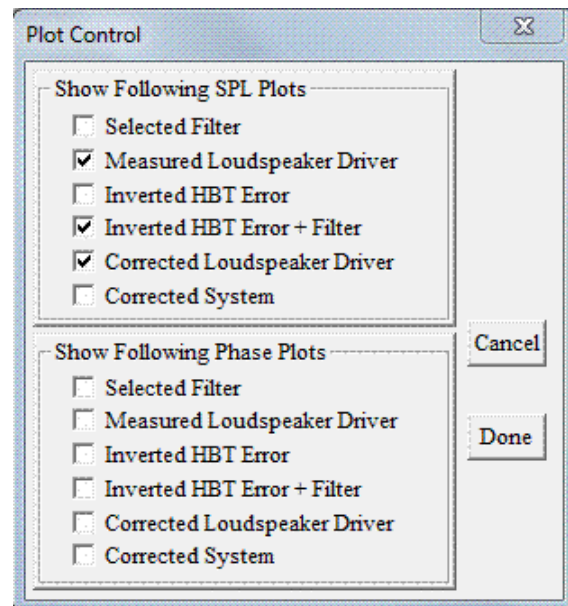 Plot Control
Show Following SPL Plots
Selected Filter
Measured Loudspeaker Driver
Inverted HBT Error
Inverted HBT Error + Filter
Corrected Loudspeaker Driver
Corrected System
Show Following Phase Plots
Selected Filter
Measured Loudspeaker Driver
Inverted HBT Error
Inverted HBT Error + Filter
Corrected Loudspeaker Driver
Corrected System
Cancel
Done